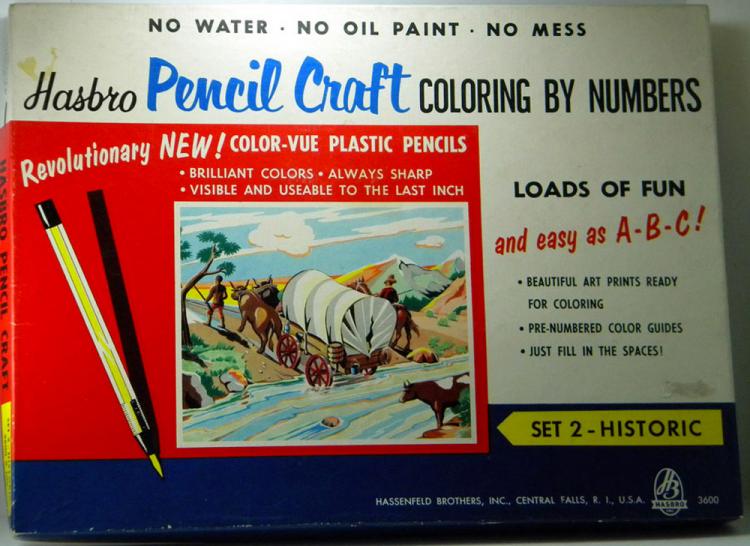 NO WATER · NO OIL PAINT · NO MESS
Hasbro Pencil Craft COLORING BY NUMBERS
Revolutionary NEW! COLOR-VUE PLASTIC PENCILS
• BRILLIANT COLORS • ALWAYS SHARP
• VISIBLE AND USEABLE TO THE LAST INCH
LOADS OF FUN
and easy as A-B-C!
• BEAUTIFUL ART PRINTS READY
FOR COLORING
• PRE-NUMBERED COLOR GUIDES
• JUST FILL IN THE SPACES!
SET 2-HISTORIC
HASSENFELD BROTHERS, INC., CENTRAL FALLS, R. I., U.S.A.
HB
HASBRO
3600
HASBRO PENCIL CRAFT